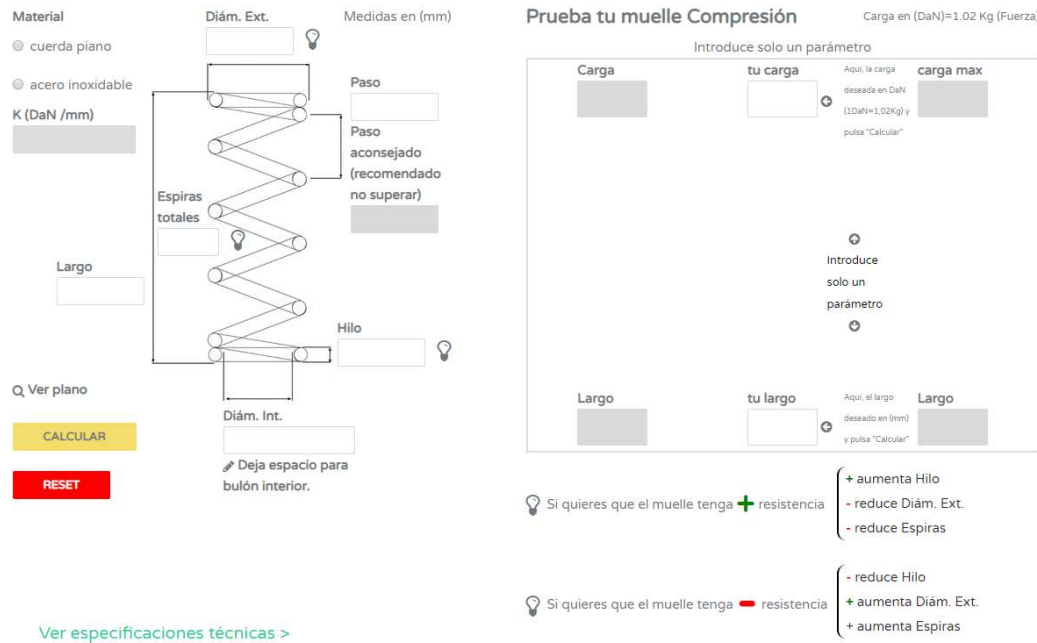 Material
Diám. Ext.
Medidas en (mm)
cuerda piano
acero inoxidable
K (DaN /mm)
Paso
Paso
aconsejado
(recomendado
no superar)
Espiras
totales
Largo
Hilo
Ver plano
CALCULAR
RESET
Diám. Int.
Deja espacio para
bulón interior.
Ver especificaciones técnicas >
Prueba tu muelle Compresión
Carga en (DaN)=1.02 Kg (Fuerza)
Introduce solo un parámetro
Carga
tu carga
Aqui, la carga
deseada en DaN
(1DaN=1,02Kg) y
pulsa "Calcular"
carga max
Introduce
solo un
parámetro
Largo
tu largo
Aqui, el largo
deseado en (mm)
y pulsa "Calcular"
Largo
Si quieres que el muelle tenga + resistencia
+ aumenta Hilo
- reduce Diám. Ext.
- reduce Espiras
Si quieres que el muelle tenga - resistencia
- reduce Hilo
+ aumenta Diám. Ext.
+ aumenta Espiras